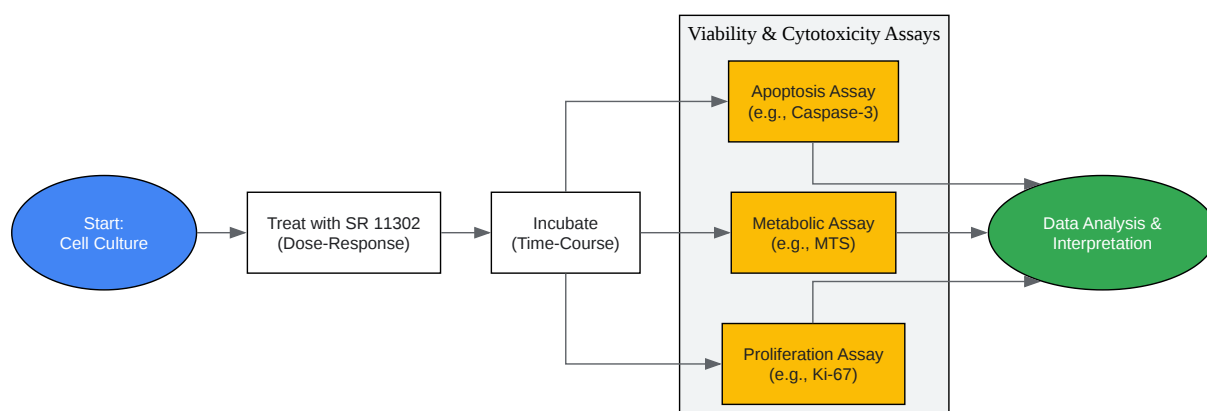 Viability & Cytotoxicity Assays
Apoptosis Assay
(e.g., Caspase-3)
Start:
Cell Culture
Treat with SR 11302
(Dose-Response)
Incubate
(Time-Course)
Metabolic Assay
(e.g., MTS)
Data Analysis &
Interpretation
Proliferation Assay
(e.g., Ki-67)